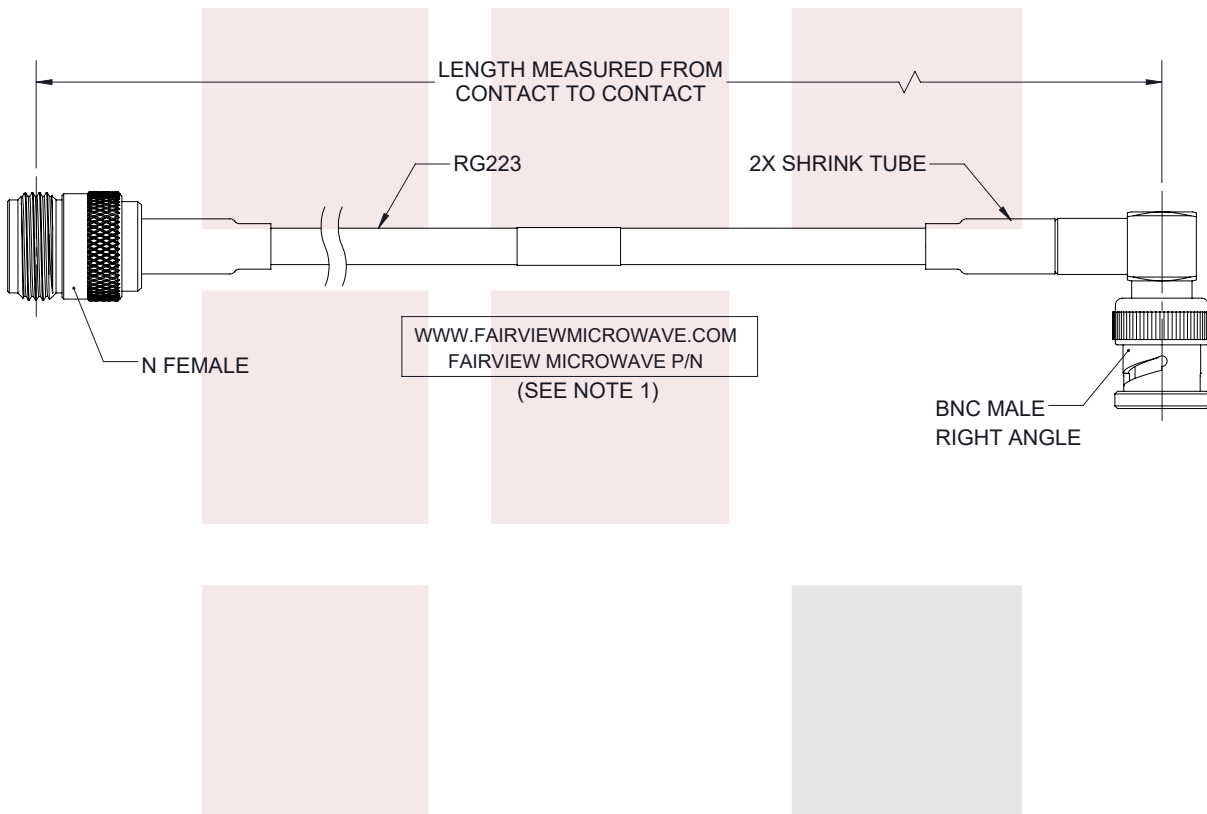 LENGTH MEASURED FROM
CONTACT TO CONTACT
RG223
2X SHRINK TUBE
N FEMALE
WWW.FAIRVIEWMICROWAVE.COM
FAIRVIEW MICROWAVE P/N
(SEE NOTE 1)
BNC MALE
RIGHT ANGLE